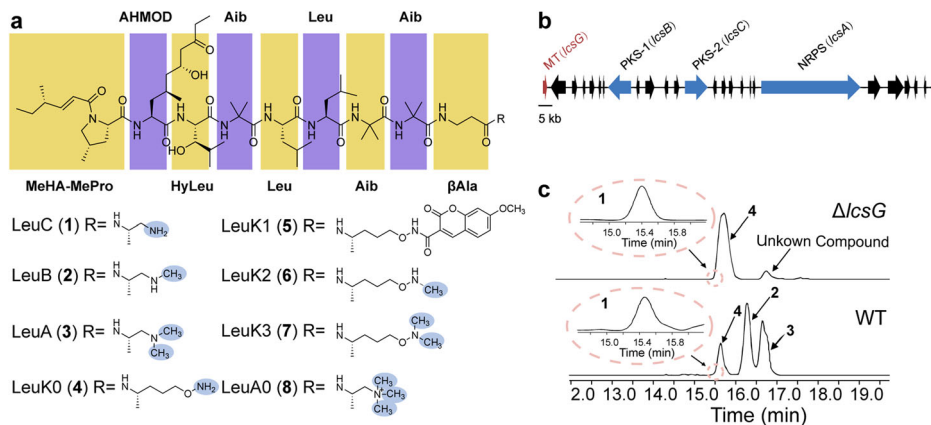 a
AHMOD Aib Leu Aib
O
OH
O
H
N
O
H
N
O
H
N
O
H
N
R
N
O
N
H
O
N
H
O
N
H
O
N
H
O
OH
MeHA-MePro HyLeu Leu Aib βAla
LeuC (1) R= H N NH2
LeuB (2) R= H N N H CH3
LeuA (3) R= H N N CH3 CH3
LeuK0 (4) R= H N O NH2
LeuK1 (5) R= H N O H N O O O OCH3
LeuK2 (6) R= H N O H N CH3
LeuK3 (7) R= H N O N CH3 CH3
LeuA0 (8) R= H N N+ CH3 CH3 CH3
b
MT (lcsG) PKS-1 (lcsB) PKS-2 (lcsC) NRPS (lcsA)
5 kb
c
1
15.0 15.4 15.8
Time (min)
4
ΔlcsG
Unkown Compound
1
15.0 15.4 15.8
Time (min)
4
2
3
WT
2.0 13.0 14.0 15.0 16.0 17.0 18.0 19.0
Time (min)